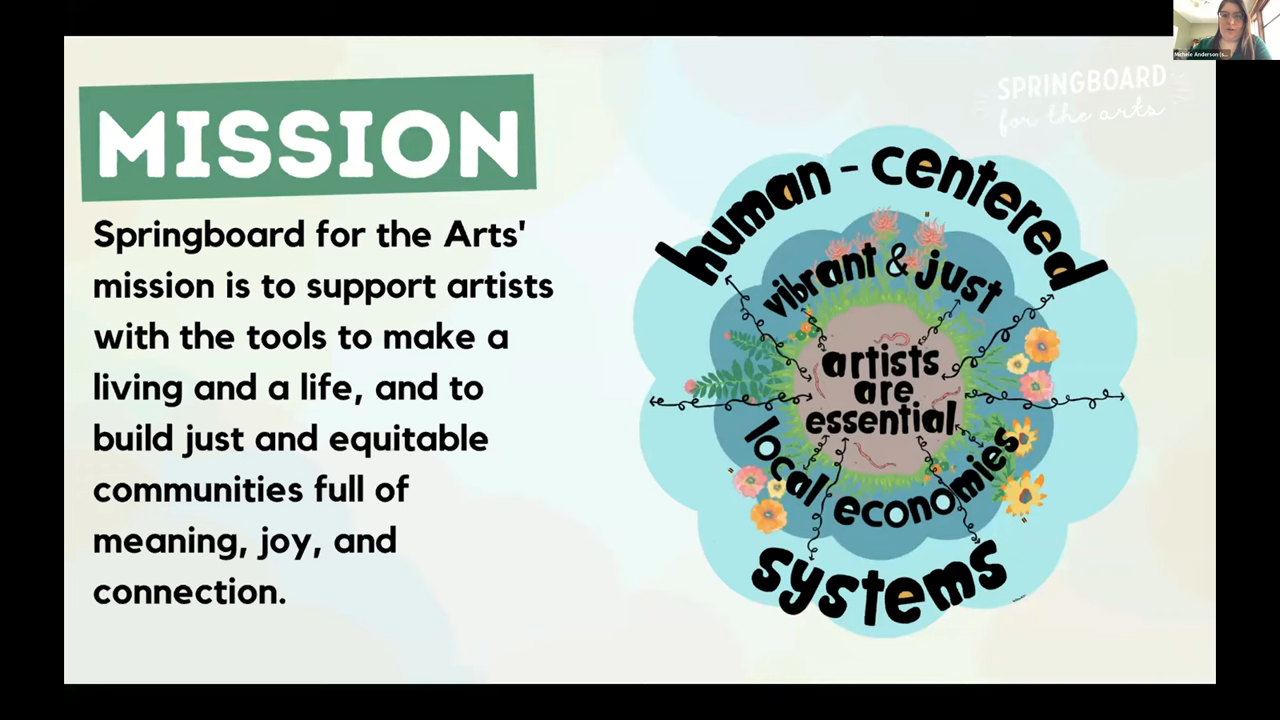 Michele Anderson (s...
SPRINGBOARD
for the arts
MISSION
Springboard for the Arts'
mission is to support artists
with the tools to make a
living and a life, and to
build just and equitable
communities full of
meaning, joy, and
connection.
human-centered
vibrant & just
artists
are
essential
local economies
systems